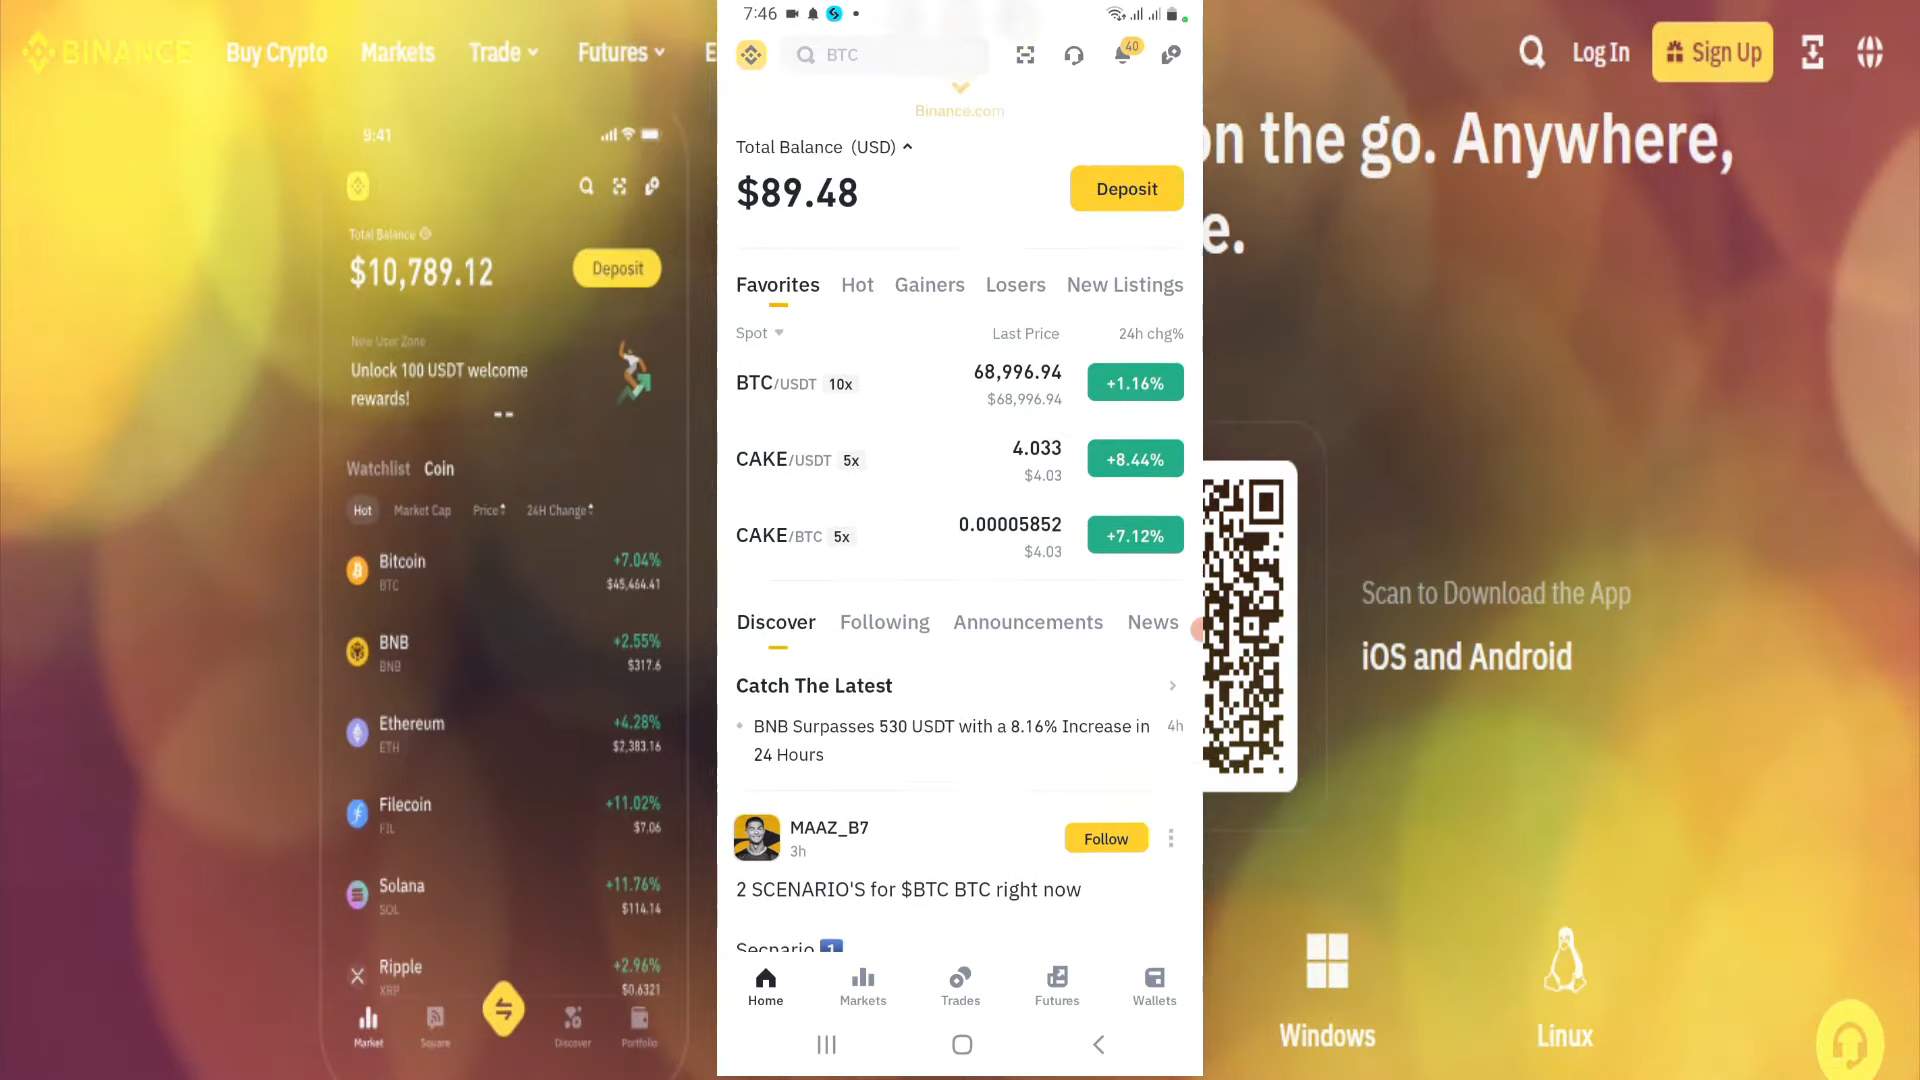 BINANCE
Buy Crypto
Markets
Trade
Futures
E
Log In
Sign Up
9:41
Total Balance
$10,789.12
Deposit
New User Zone
Unlock 100 USDT welcome
rewards!
Watchlist Coin
Hot Market Cap Price 24H Change
Bitcoin +7.04%
BTC $45,464.41
BNB +2.55%
BNB $317.6
Ethereum +4.28%
ETH $2,383.16
Filecoin +11.02%
FIL $7.06
Solana +11.76%
SOL $114.14
Ripple +2.96%
XRP $0.6321
Market Square Discover Portfolio
7:46
BTC
40
Binance.com
Total Balance (USD)
$89.48
Deposit
Favorites Hot Gainers Losers New Listings
Spot Last Price 24h chg%
BTC/USDT 10x 68,996.94 +1.16%
$68,996.94
CAKE/USDT 5x 4.033 +8.44%
$4.03
CAKE/BTC 5x 0.00005852 +7.12%
$4.03
Discover Following Announcements News
Catch The Latest
BNB Surpasses 530 USDT with a 8.16% Increase in 4h
24 Hours
MAAZ_B7
3h
Follow
2 SCENARIO'S for $BTC BTC right now
Secnario 1
Home Markets Trades Futures Wallets
on the go. Anywhere,
e.
Scan to Download the App
iOS and Android
Windows
Linux